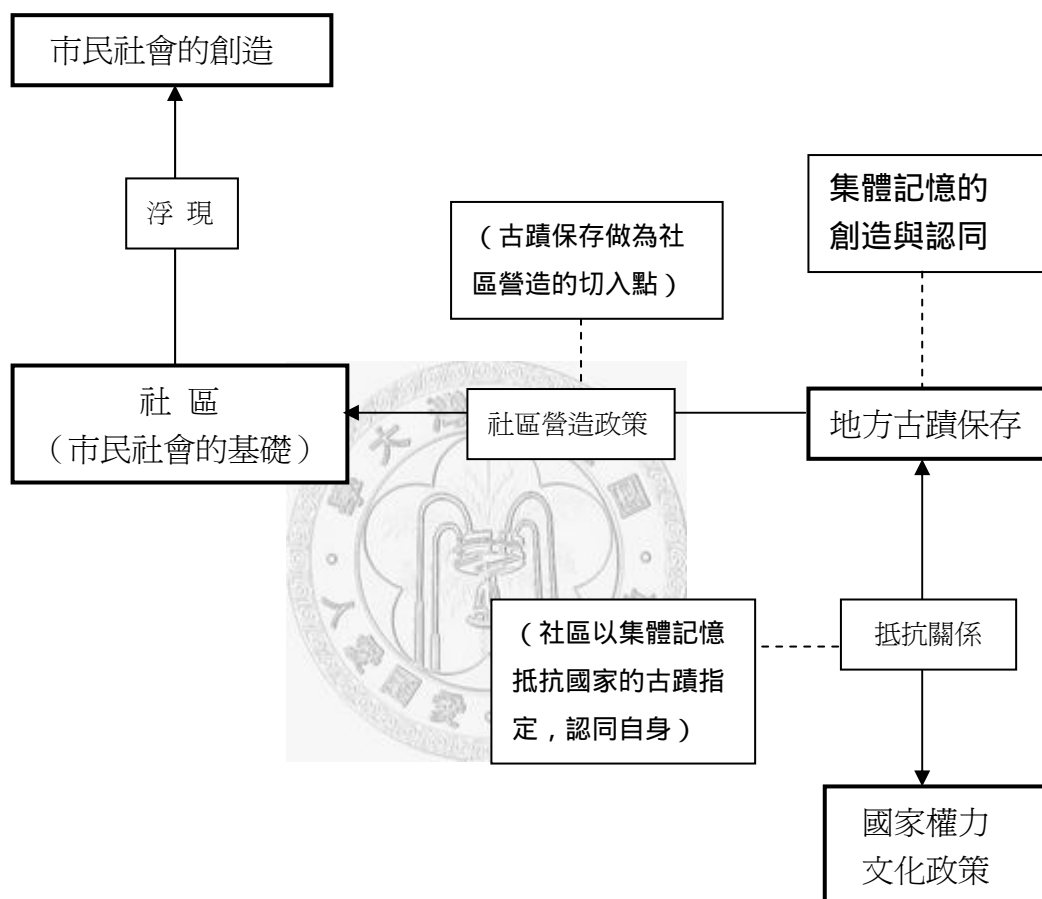 市民社會的創造
浮 現
集體記憶的
創造與認同
（古蹟保存做為社
區營造的切入點）
社 區
（市民社會的基礎）
社區營造政策
地方古蹟保存
（社區以集體記憶
抵抗國家的古蹟指
定，認同自身）
抵抗關係
國家權力
文化政策